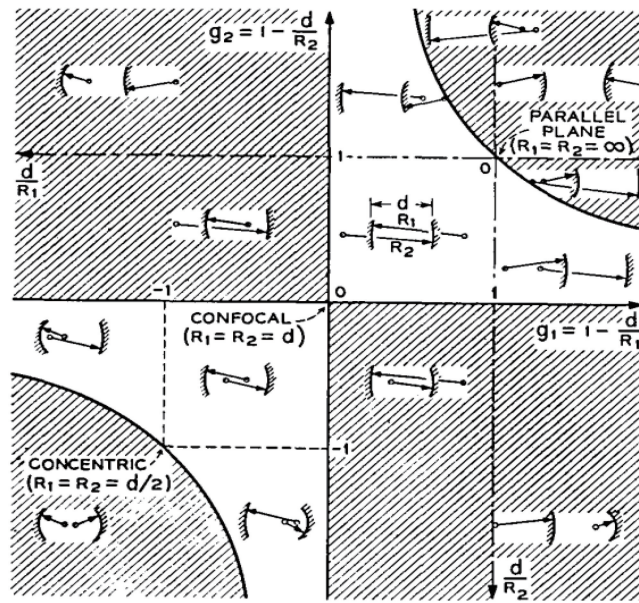 g₂ = 1 - d/R₂
PARALLEL
PLANE
(R₁ = R₂ = ∞)
d/R₁
1
0
d
R₁
R₂
-1
0
1
CONFOCAL
(R₁ = R₂ = d)
g₁ = 1 - d/R₁
-1
CONCENTRIC
(R₁ = R₂ = d/2)
d/R₂